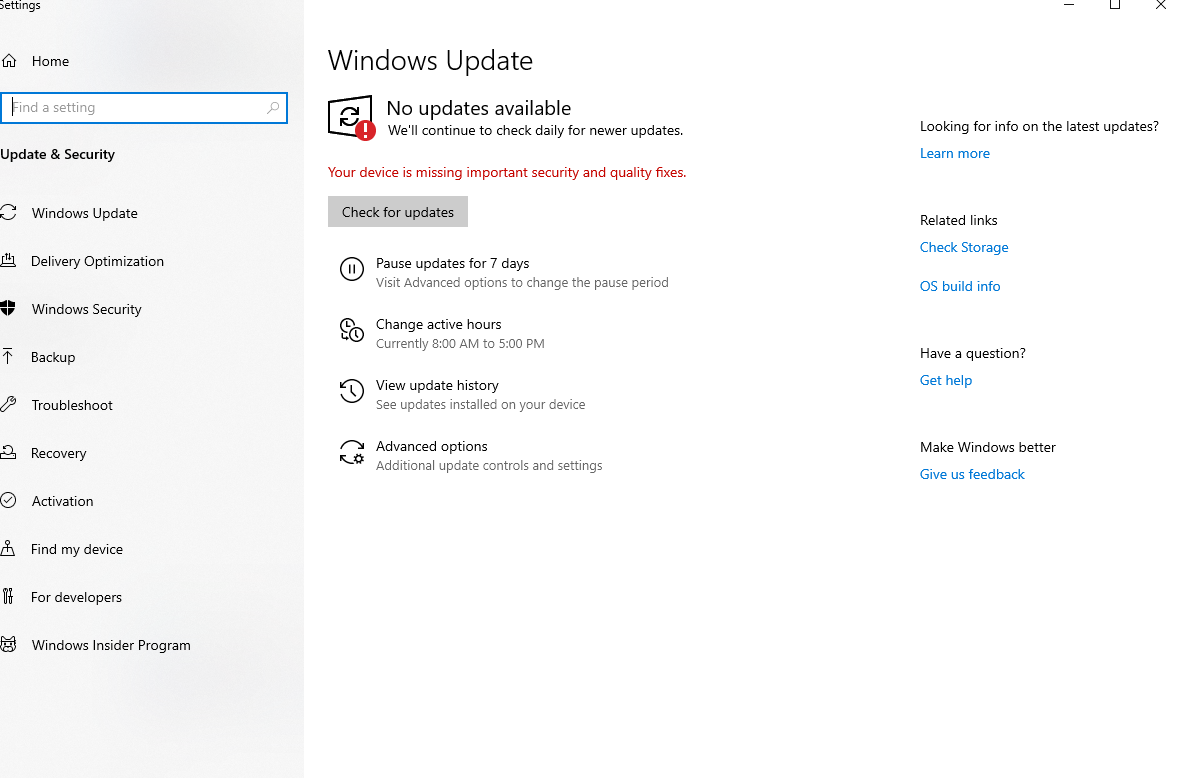 Settings
Home
Find a setting
Update & Security
Windows Update
Delivery Optimization
Windows Security
Backup
Troubleshoot
Recovery
Activation
Find my device
For developers
Windows Insider Program
Windows Update
No updates available
We'll continue to check daily for newer updates.
Your device is missing important security and quality fixes.
Check for updates
Pause updates for 7 days
Visit Advanced options to change the pause period
Change active hours
Currently 8:00 AM to 5:00 PM
View update history
See updates installed on your device
Advanced options
Additional update controls and settings
Looking for info on the latest updates?
Learn more
Related links
Check Storage
OS build info
Have a question?
Get help
Make Windows better
Give us feedback